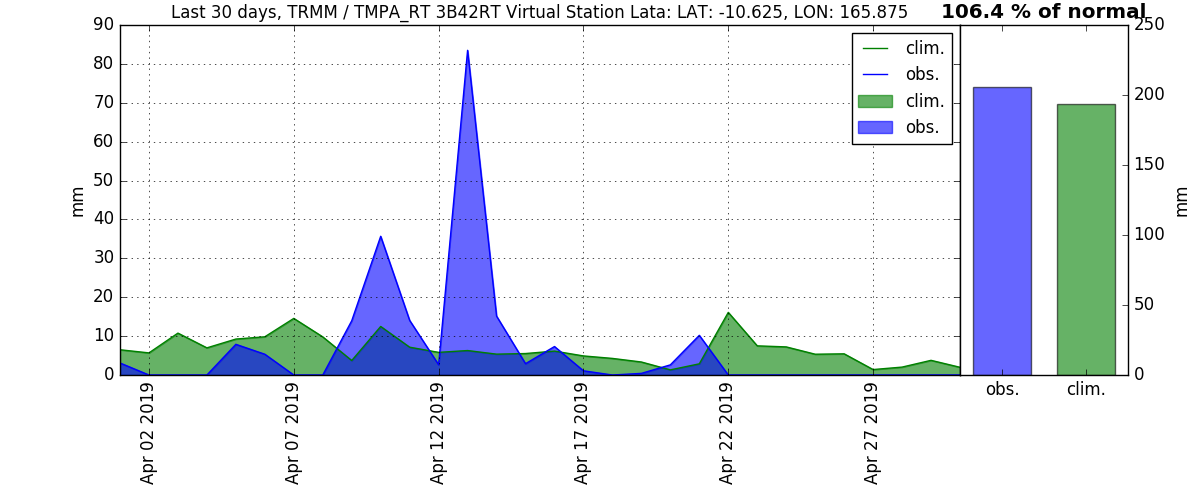 Last 30 days, TRMM / TMPA_RT 3B42RT Virtual Station Lata: LAT: -10.625, LON: 165.875
106.4 % of normal
90
80
70
60
50
40
30
20
10
0
mm
clim.
obs.
clim.
obs.
Apr 02 2019
Apr 07 2019
Apr 12 2019
Apr 17 2019
Apr 22 2019
Apr 27 2019
250
200
150
100
50
0
mm
obs.
clim.